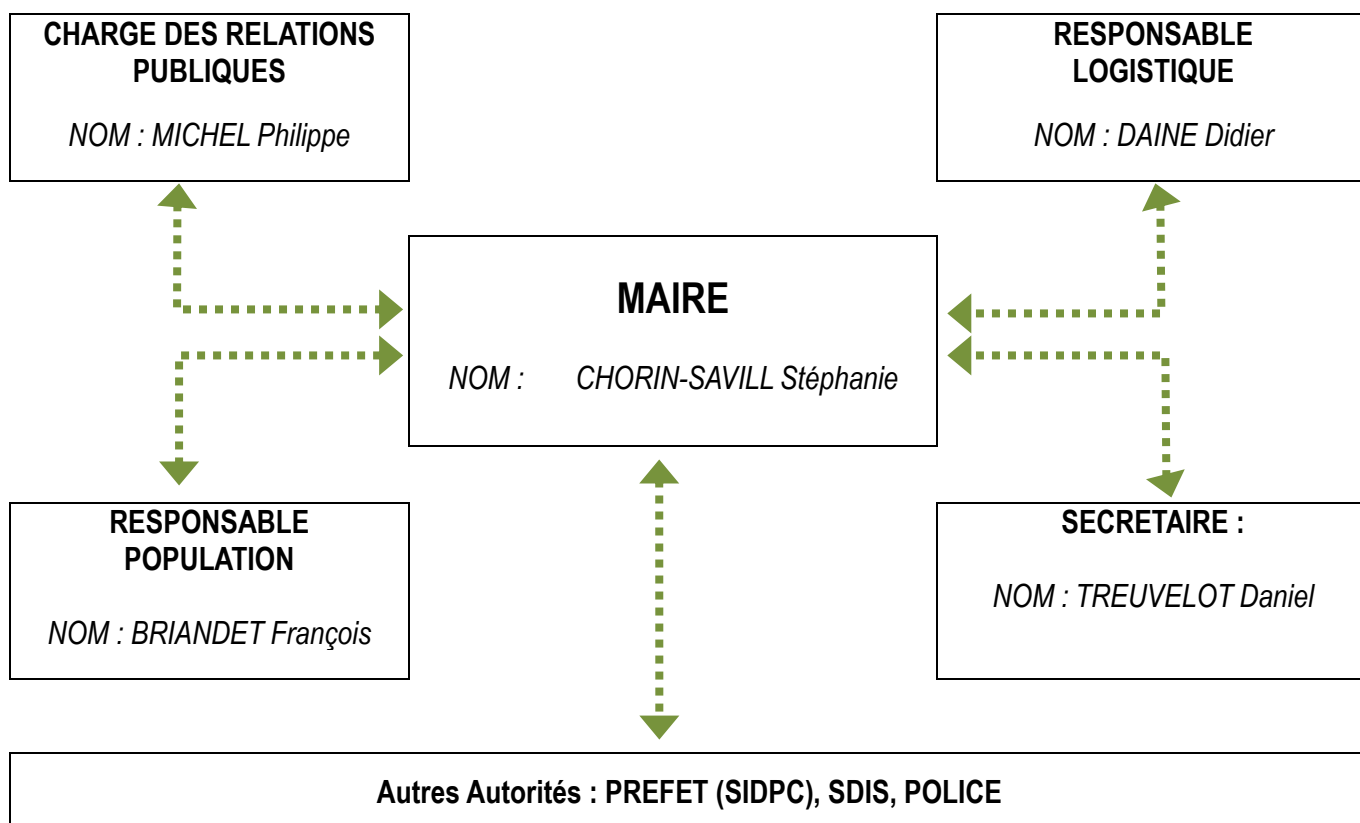 CHARGE DES RELATIONS
PUBLIQUES
NOM : MICHEL Philippe
RESPONSABLE
LOGISTIQUE
NOM : DAINE Didier
MAIRE
NOM : CHORIN-SAVILL Stéphanie
RESPONSABLE
POPULATION
NOM : BRIANDET François
SECRETAIRE :
NOM : TREUVELOT Daniel
Autres Autorités : PREFET (SIDPC), SDIS, POLICE